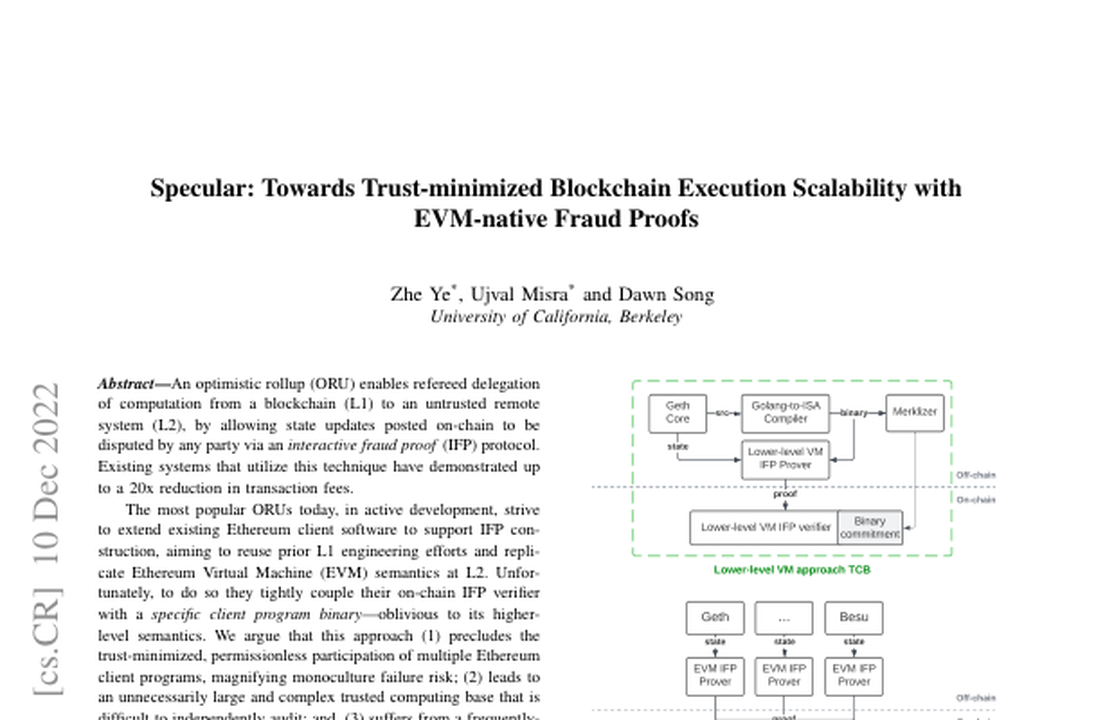 Specular: Towards Trust-minimized Blockchain Execution Scalability with
EVM-native Fraud Proofs
Zhe Ye*, Ujval Misra* and Dawn Song
University of California, Berkeley
[cs.CR] 10 Dec 2022
Abstract—An optimistic rollup (ORU) enables refereed delegation
of computation from a blockchain (L1) to an untrusted remote
system (L2), by allowing state updates posted on-chain to be
disputed by any party via an interactive fraud proof (IFP) protocol.
Existing systems that utilize this technique have demonstrated up
to a 20x reduction in transaction fees.
The most popular ORUs today, in active development, strive
to extend existing Ethereum client software to support IFP con-
struction, aiming to reuse prior L1 engineering efforts and repli-
cate Ethereum Virtual Machine (EVM) semantics at L2. Unfor-
tunately, to do so they tightly couple their on-chain IFP verifier
with a specific client program binary—oblivious to its higher-
level semantics. We argue that this approach (1) precludes the
trust-minimized, permissionless participation of multiple Ethereum
client programs, magnifying monoculture failure risk; (2) leads to
an unnecessarily large and complex trusted computing base that is
difficult to independently audit; and, (3) suffers from a frequently-
Geth
Core
src
Golang-to-ISA
Compiler
binary
Merklizer
state
Lower-level VM
IFP Prover
Off-chain
proof
On-chain
Lower-level VM IFP verifier
Binary
commitment
Lower-level VM approach TCB
Geth
...
Besu
state
state
state
EVM IFP
Prover
EVM IFP
Prover
EVM IFP
Prover
Off-chain
proof